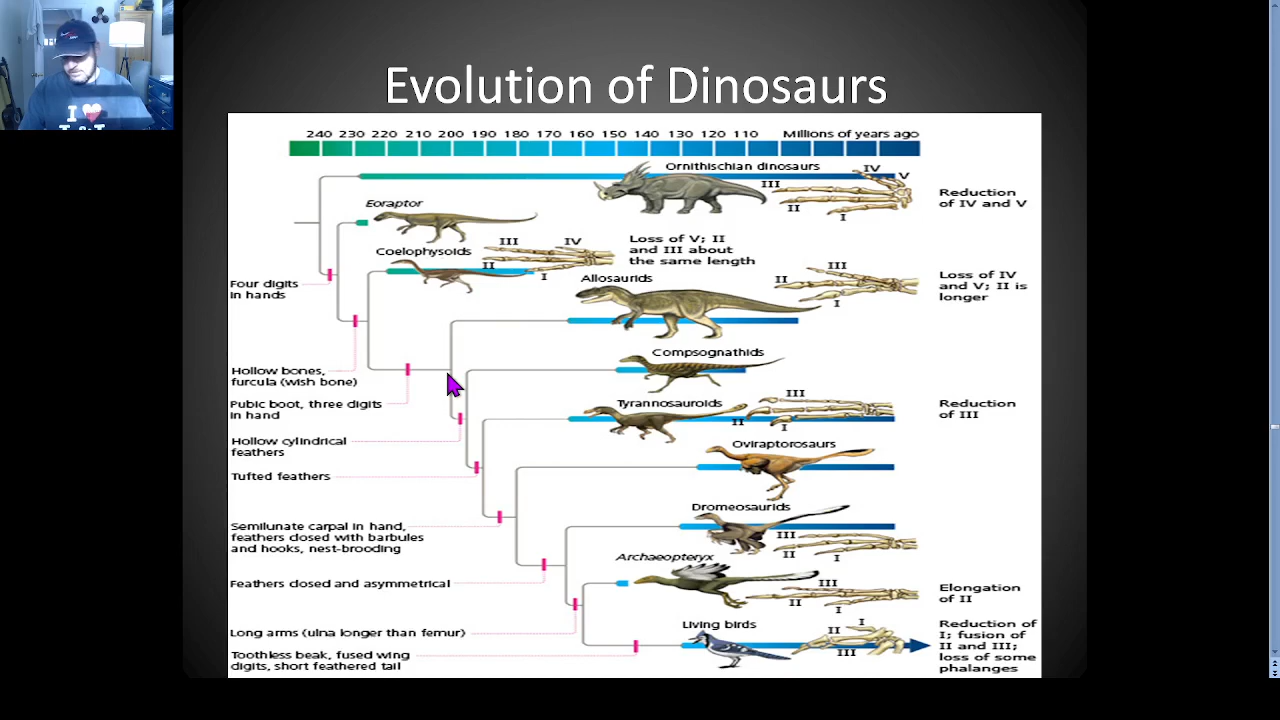 I ♥
Evolution of Dinosaurs
240 230 220 210 200 190 180 170 160 150 140 130 120 110 Millions of years ago
Ornithischian dinosaurs
IV
V
III
II
I
Reduction
of IV and V
Eoraptor
Coelophysoids
III
IV
II
I
Loss of V; II
and III about
the same length
Allosaurids
III
II
I
Loss of IV
and V; II is
longer
Four digits
in hands
Compsognathids
Hollow bones,
furcula (wish bone)
Pubic boot, three digits
in hand
Tyrannosauroids
III
II
I
Reduction
of III
Hollow cylindrical
feathers
Oviraptorosaurs
Tufted feathers
Dromeosaurids
III
II
I
Semilunate carpal in hand,
feathers closed with barbules
and hooks, nest-brooding
Archaeopteryx
III
II
I
Elongation
of II
Feathers closed and asymmetrical
Long arms (ulna longer than femur)
Living birds
I
II
III
Reduction of
I; fusion of
II and III;
loss of some
phalanges
Toothless beak, fused wing
digits, short feathered tail